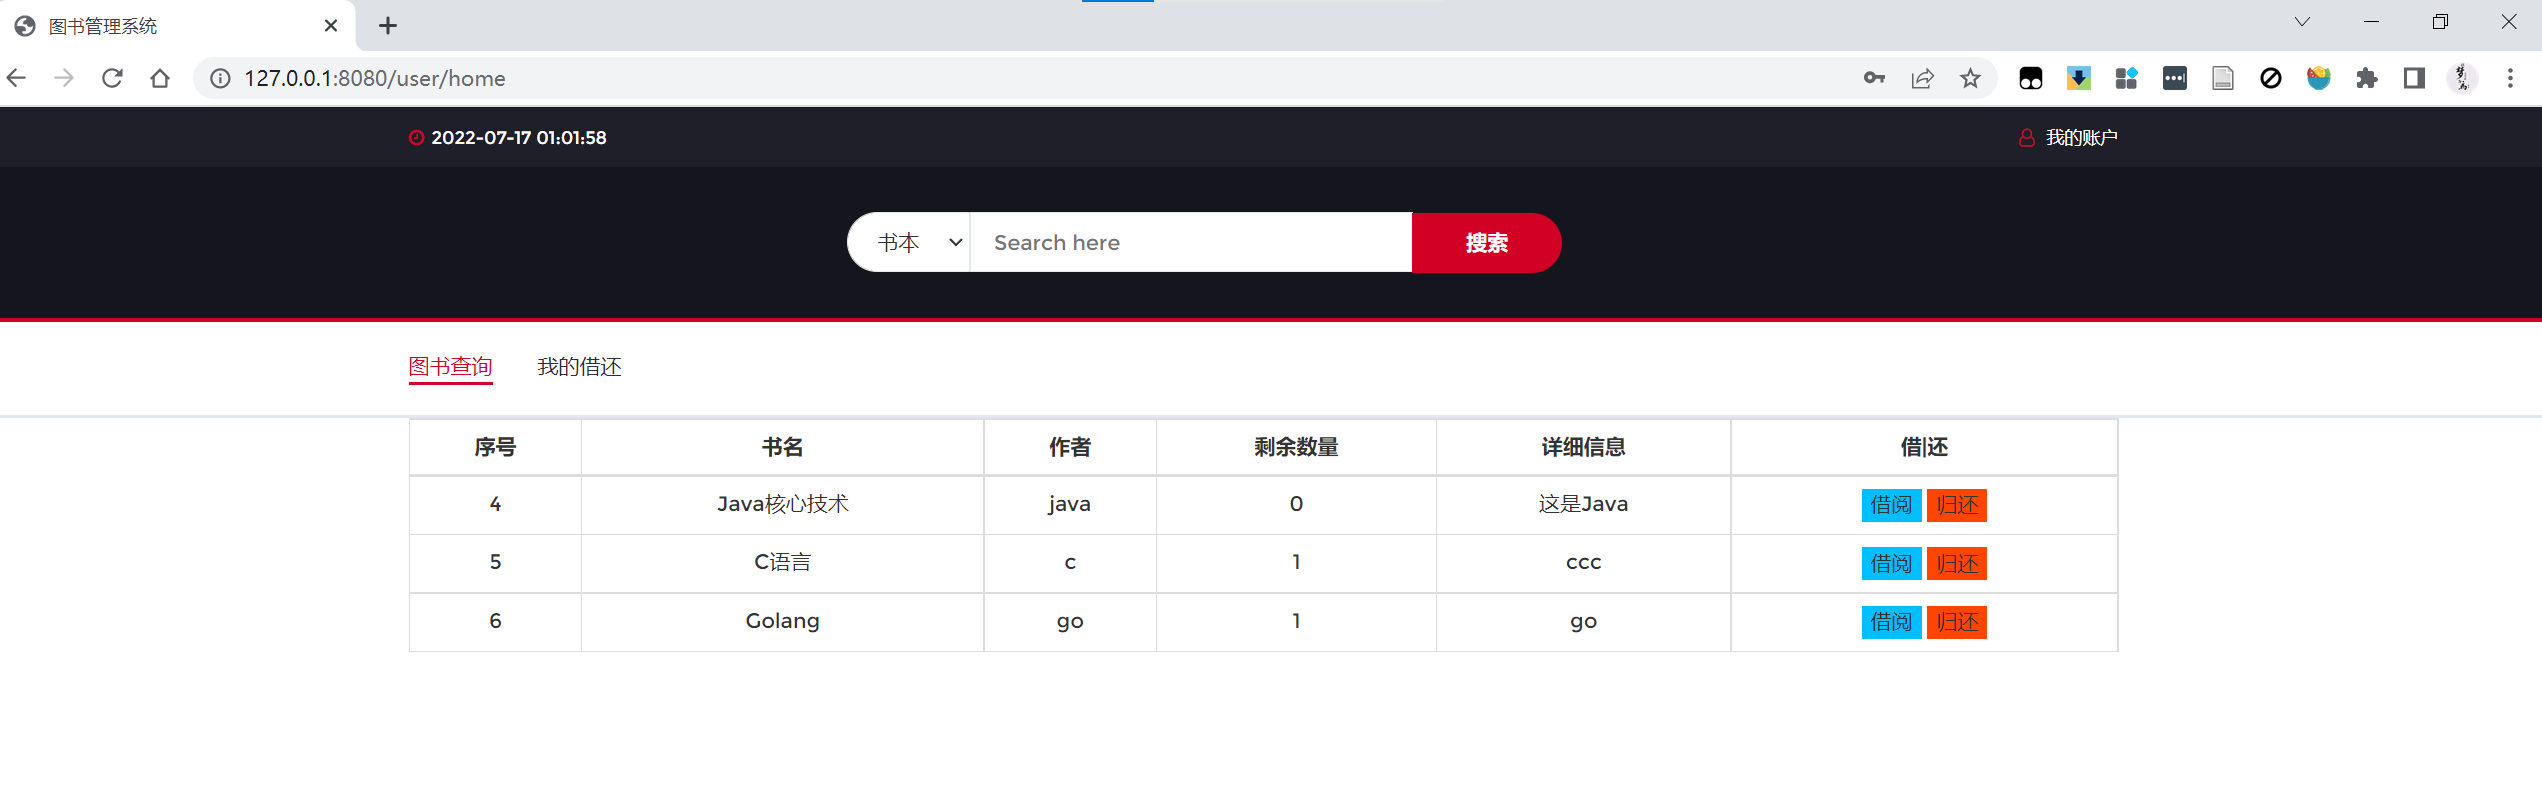 图书管理系统
127.0.0.1:8080/user/home
2022-07-17 01:01:58 我的账户
书本 Search here 搜索
图书查询 我的借还
序号 书名 作者 剩余数量 详细信息 借|还
4 Java核心技术 java 0 这是Java 借阅 归还
5 C语言 c 1 ccc 借阅 归还
6 Golang go 1 go 借阅 归还